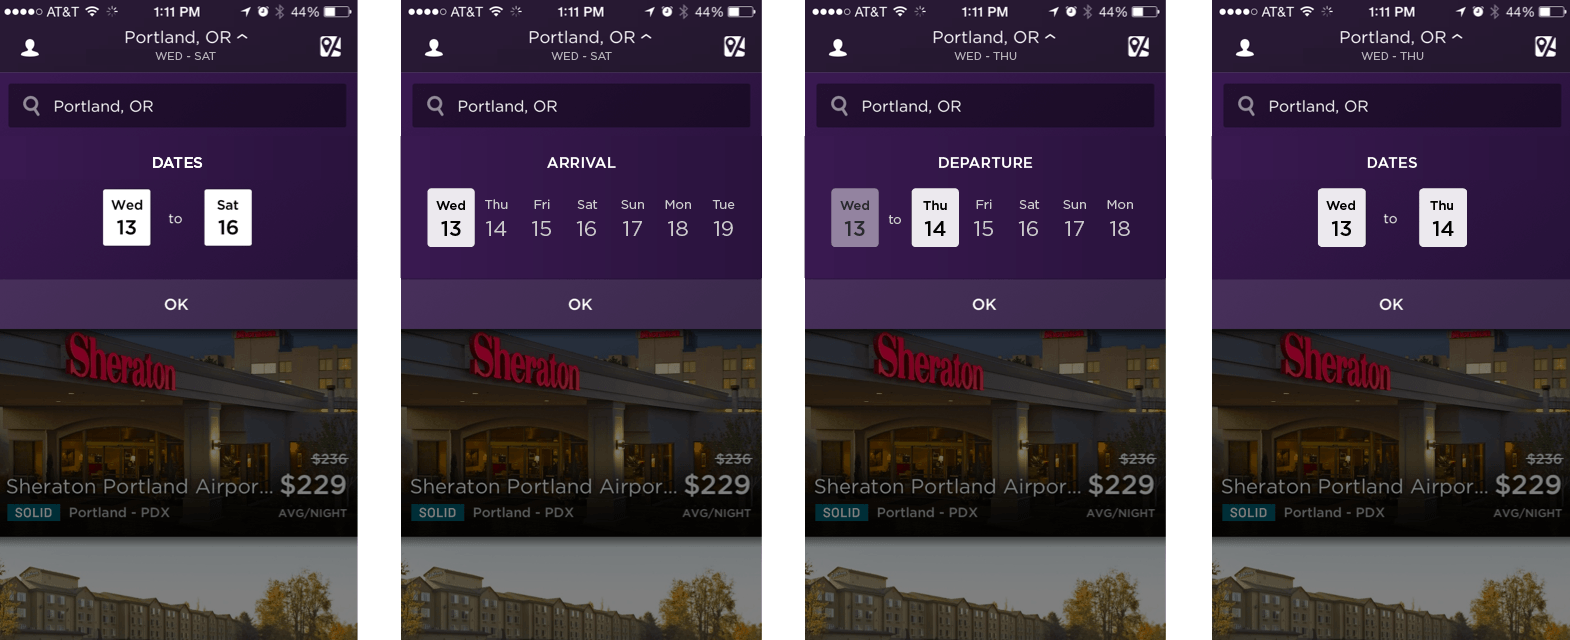 AT&T 1:11 PM 44%
Portland, OR
WED - SAT
Portland, OR
DATES
Wed 13 to Sat 16
OK
Sheraton
$236
Sheraton Portland Airpor... $229
SOLID Portland - PDX AVG/NIGHT
AT&T 1:11 PM 44%
Portland, OR
WED - SAT
Portland, OR
ARRIVAL
Wed Thu Fri Sat Sun Mon Tue
13 14 15 16 17 18 19
OK
Sheraton
$236
Sheraton Portland Airpor... $229
SOLID Portland - PDX AVG/NIGHT
AT&T 1:11 PM 44%
Portland, OR
WED - THU
Portland, OR
DEPARTURE
Wed Thu Fri Sat Sun Mon
13 to 14 15 16 17 18
OK
Sheraton
$236
Sheraton Portland Airpor... $229
SOLID Portland - PDX AVG/NIGHT
AT&T 1:11 PM 44%
Portland, OR
WED - THU
Portland, OR
DATES
Wed 13 to Thu 14
OK
Sheraton
$236
Sheraton Portland Airpor... $229
SOLID Portland - PDX AVG/NIGHT